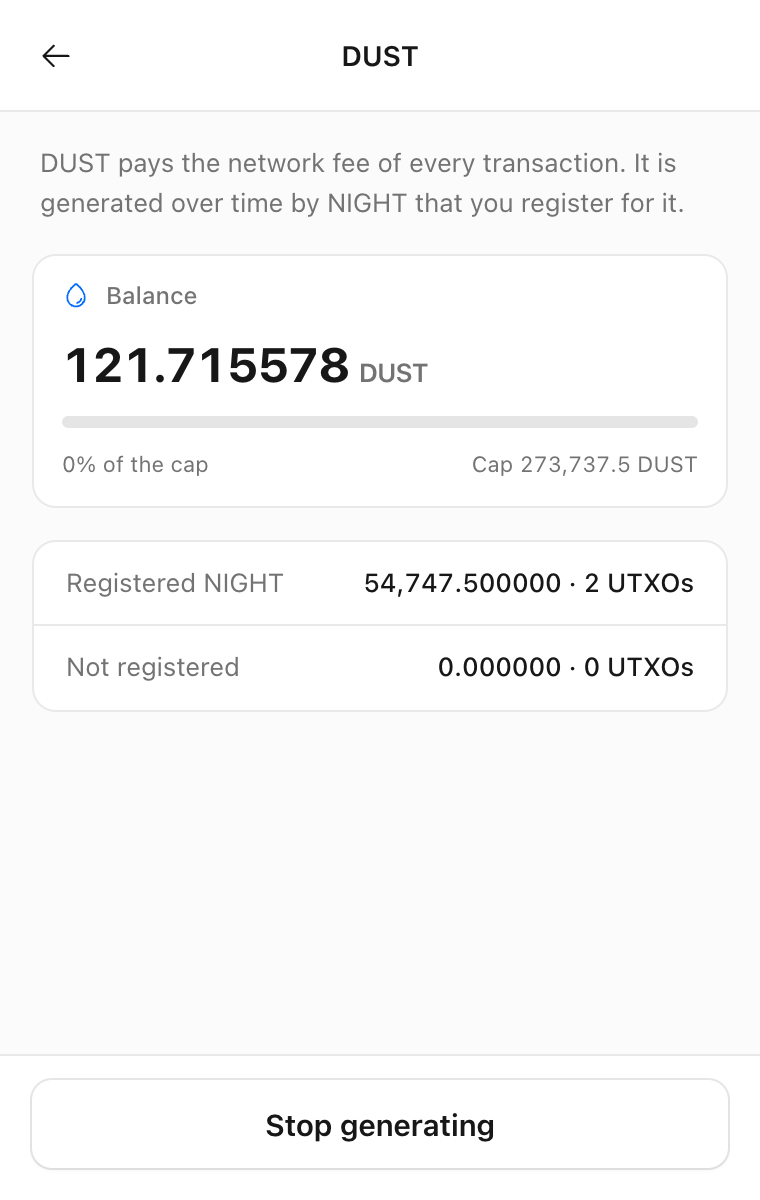 DUST
DUST pays the network fee of every transaction. It is
generated over time by NIGHT that you register for it.
Balance
121.715578 DUST
0% of the cap Cap 273,737.5 DUST
Registered NIGHT 54,747.500000 · 2 UTXOs
Not registered 0.000000 · 0 UTXOs
Stop generating